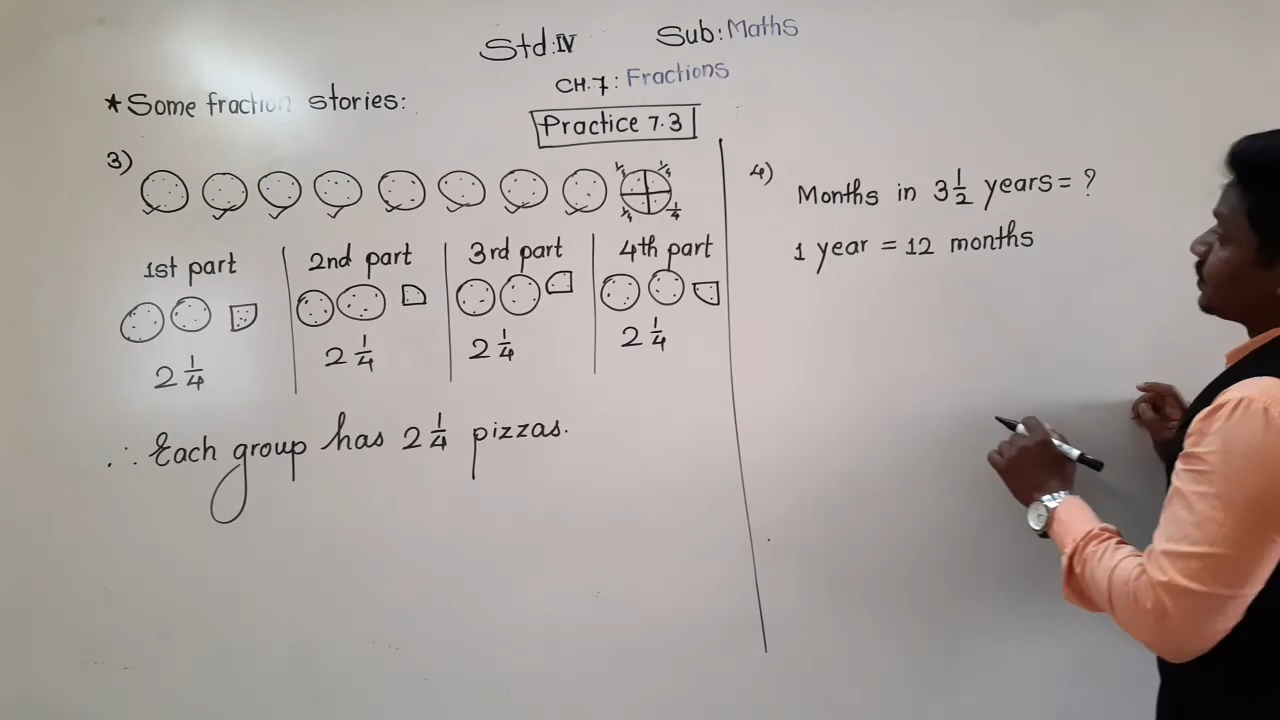 Std: IV Sub: Maths
CH. 7: Fractions
* Some fraction stories:
Practice 7.3
3)
1/4 1/4
1/4 1/4
1st part 2nd part 3rd part 4th part
2 1/4 2 1/4 2 1/4 2 1/4
∴ Each group has 2 1/4 pizzas.
4) Months in 3 1/2 years = ?
1 year = 12 months